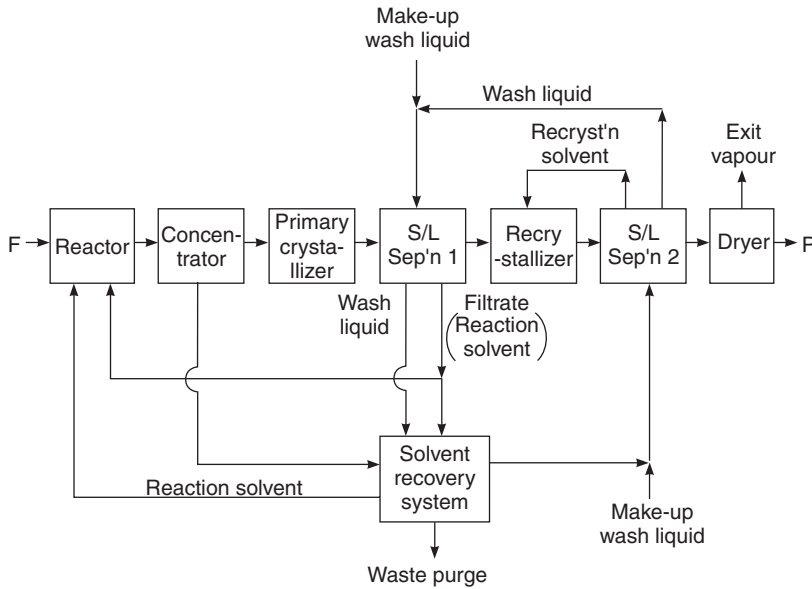 Make-up
wash liquid
Wash liquid
Recryst'n
solvent
Exit
vapour
F
Reactor
Concen-
trator
Primary
crysta-
llizer
S/L
Sep'n 1
Recry
-stallizer
S/L
Sep'n 2
Dryer
P
Wash
liquid
Filtrate
(Reaction
solvent)
Solvent
recovery
system
Reaction solvent
Make-up
wash liquid
Waste purge